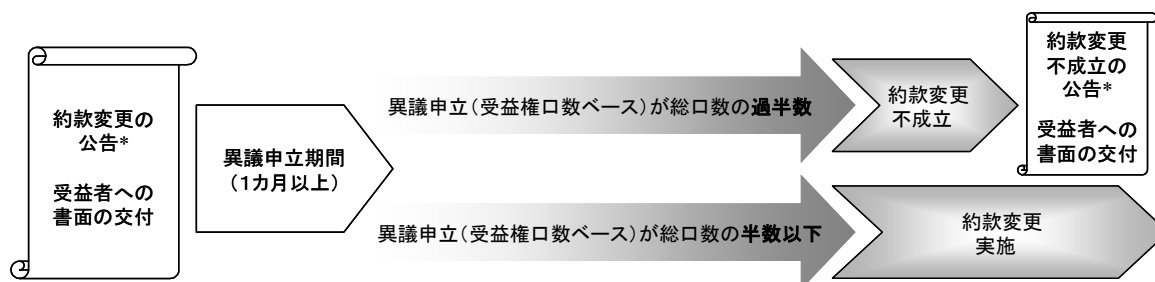 約款変更の
公告*
受益者への
書面の交付
異議申立期間
（1カ月以上）
異議申立（受益権口数ベース）が総口数の過半数
約款変更
不成立
約款変更
不成立の
公告*
受益者への
書面の交付
異議申立（受益権口数ベース）が総口数の半数以下
約款変更
実施